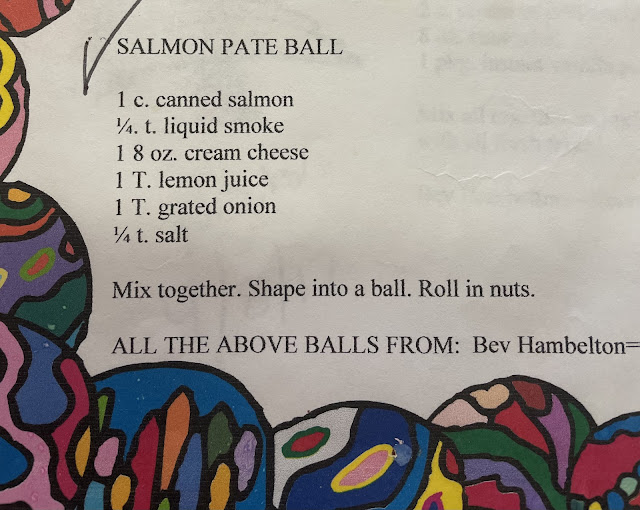 SALMON PATE BALL
1 c. canned salmon
¼. t. liquid smoke
1 8 oz. cream cheese
1 T. lemon juice
1 T. grated onion
¼ t. salt
Mix together. Shape into a ball. Roll in nuts.
ALL THE ABOVE BALLS FROM: Bev Hambelton=